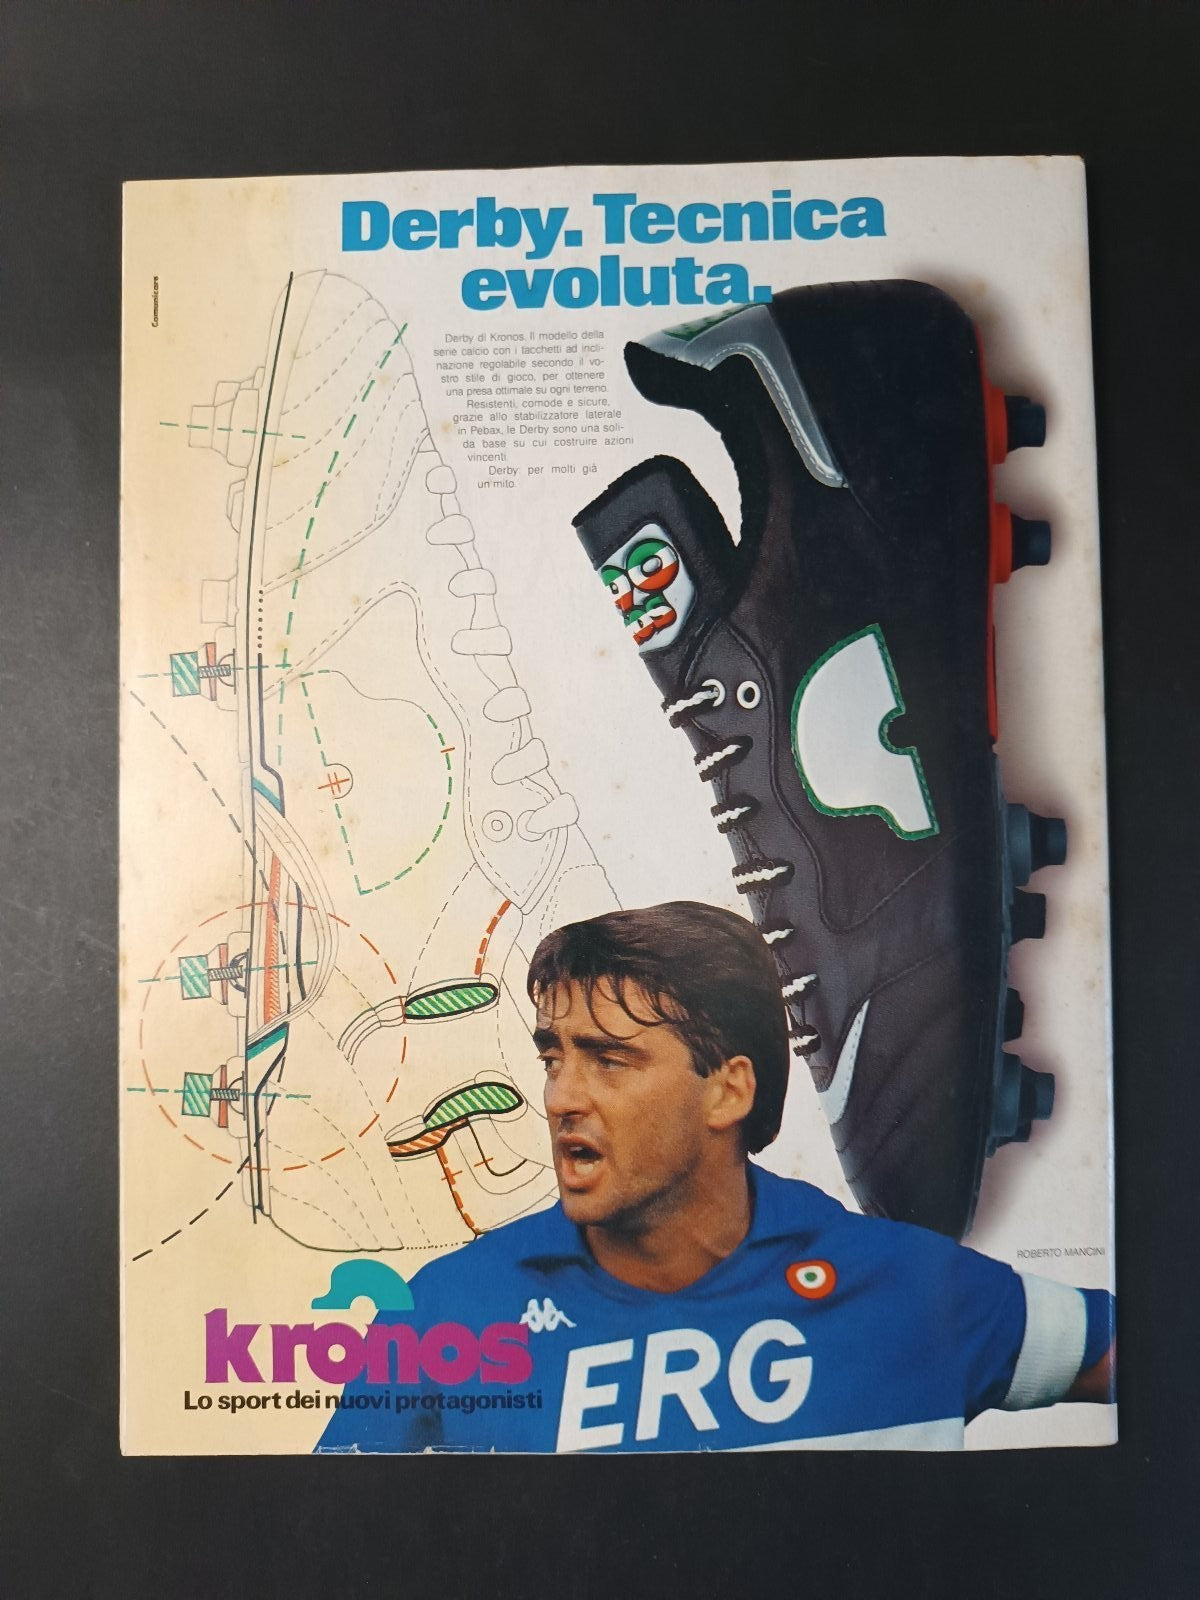 Derby. Tecnica
evoluta.
Comunicare
Derby di Kronos. Il modello della
serie calcio con i tacchetti ad incli-
nazione regolabile secondo il vo-
stro stile di gioco, per ottenere
una presa ottimale su ogni terreno.
Resistenti, comode e sicure,
grazie allo stabilizzatore laterale
in Pebax, le Derby sono una soli-
da base su cui costruire azioni
vincenti.
Derby: per molti già
un mito.
ROBERTO MANCINI
kronos
Lo sport dei nuovi protagonisti
ERG